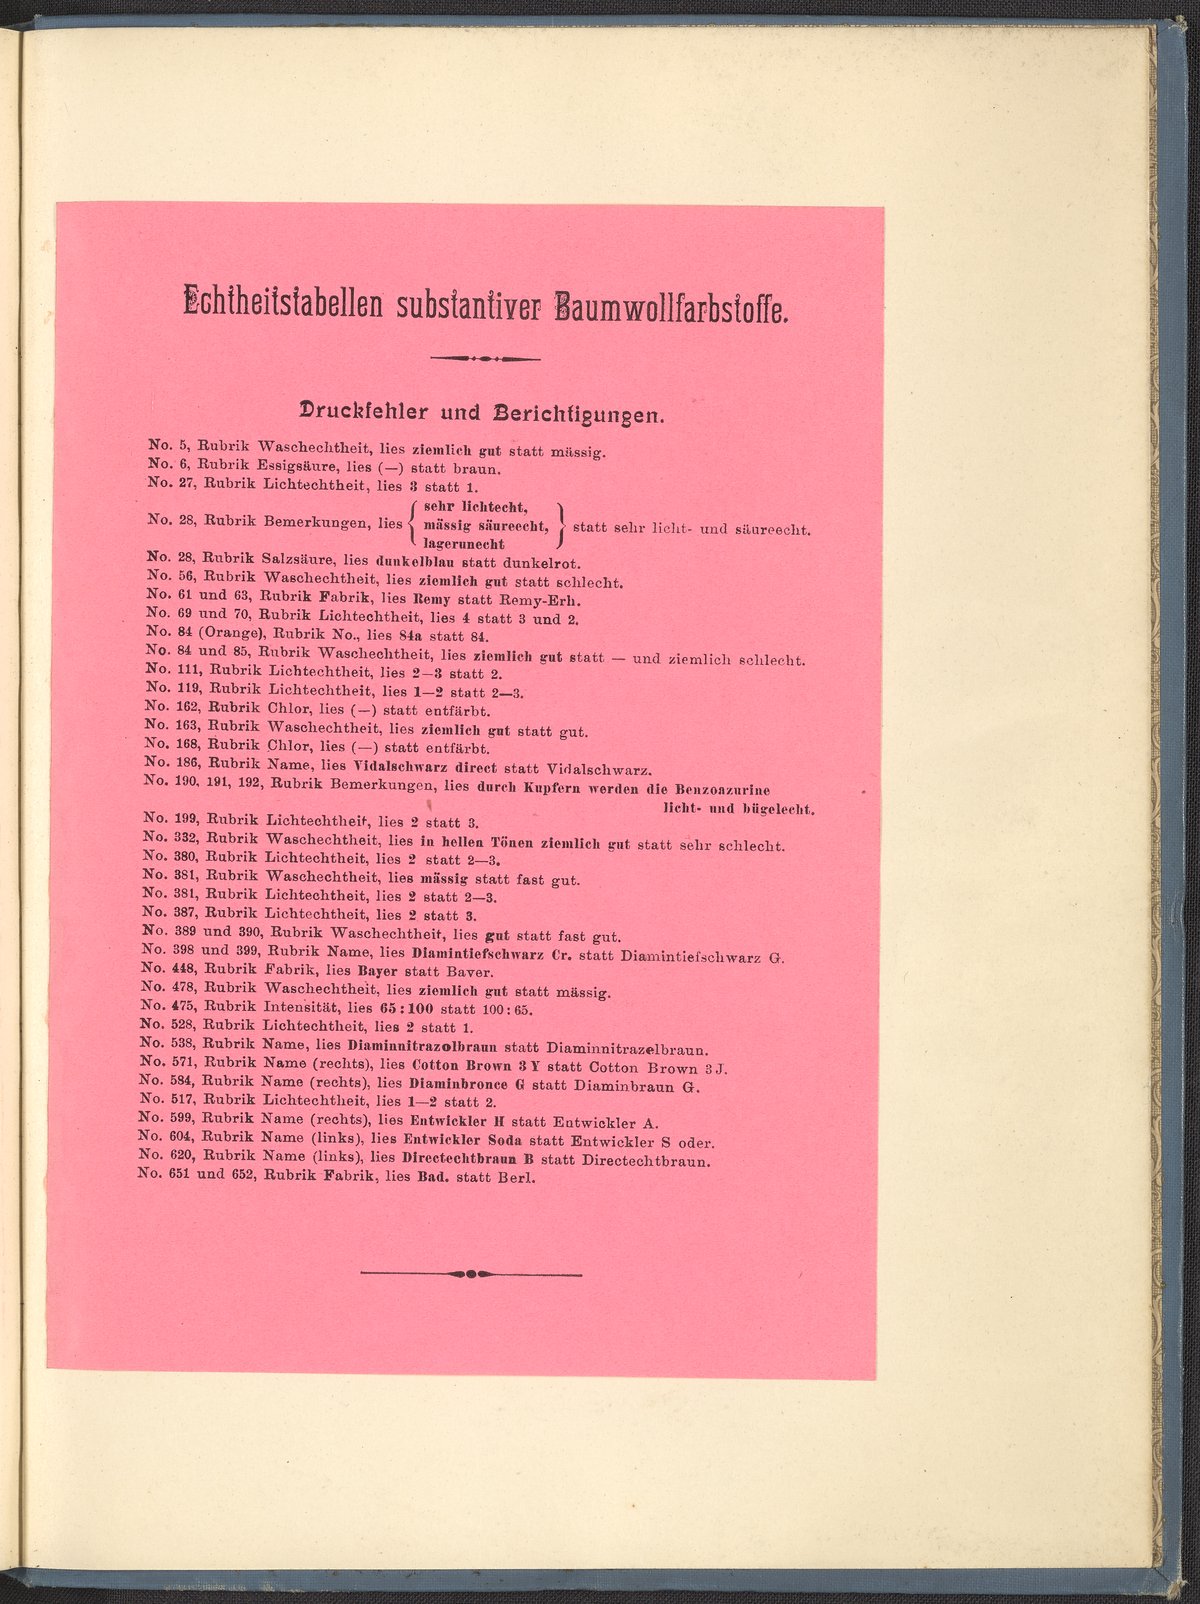 Echtheitstabellen substantiver Baumwollfarbstoffe.
Druckfehler und Berichtigungen.
No. 5, Rubrik Waschechtheit, lies ziemlich gut statt mässig.
No. 6, Rubrik Essigsäure, lies (—) statt braun.
No. 27, Rubrik Lichtechtheit, lies 3 statt 1.
No. 28, Rubrik Bemerkungen, lies { sehr lichtecht,
mässig säureecht,
lagerunecht } statt sehr licht- und säureecht.
No. 28, Rubrik Salzsäure, lies dunkelblau statt dunkelrot.
No. 56, Rubrik Waschechtheit, lies ziemlich gut statt schlecht.
No. 61 und 63, Rubrik Fabrik, lies Remy statt Remy-Erh.
No. 69 und 70, Rubrik Lichtechtheit, lies 4 statt 3 und 2.
No. 84 (Orange), Rubrik No., lies 84a statt 84.
No. 84 und 85, Rubrik Waschechtheit, lies ziemlich gut statt — und ziemlich schlecht.
No. 111, Rubrik Lichtechtheit, lies 2—3 statt 2.
No. 119, Rubrik Lichtechtheit, lies 1—2 statt 2—3.
No. 162, Rubrik Chlor, lies (—) statt entfärbt.
No. 163, Rubrik Waschechtheit, lies ziemlich gut statt gut.
No. 168, Rubrik Chlor, lies (—) statt entfärbt.
No. 186, Rubrik Name, lies Vidalschwarz direct statt Vidalschwarz.
No. 190, 191, 192, Rubrik Bemerkungen, lies durch Kupfern werden die Benzoazurine
licht- und bügelecht.
No. 199, Rubrik Lichtechtheit, lies 2 statt 3.
No. 332, Rubrik Waschechtheit, lies in hellen Tönen ziemlich gut statt sehr schlecht.
No. 380, Rubrik Lichtechtheit, lies 2 statt 2—3.
No. 381, Rubrik Waschechtheit, lies mässig statt fast gut.
No. 381, Rubrik Lichtechtheit, lies 2 statt 2—3.
No. 387, Rubrik Lichtechtheit, lies 2 statt 3.
No. 389 und 390, Rubrik Waschechtheit, lies gut statt fast gut.
No. 398 und 399, Rubrik Name, lies Diamintiefschwarz Cr. statt Diamintiefschwarz G.
No. 448, Rubrik Fabrik, lies Bayer statt Baver.
No. 478, Rubrik Waschechtheit, lies ziemlich gut statt mässig.
No. 475, Rubrik Intensität, lies 65 : 100 statt 100 : 65.
No. 528, Rubrik Lichtechtheit, lies 2 statt 1.
No. 538, Rubrik Name, lies Diaminnitrazolbraun statt Diaminnitrazelbraun.
No. 571, Rubrik Name (rechts), lies Cotton Brown 3 Y statt Cotton Brown 3 J.
No. 584, Rubrik Name (rechts), lies Diaminbronce G statt Diaminbraun G.
No. 517, Rubrik Lichtechtheit, lies 1—2 statt 2.
No. 599, Rubrik Name (rechts), lies Entwickler H statt Entwickler A.
No. 604, Rubrik Name (links), lies Entwickler Soda statt Entwickler S oder.
No. 620, Rubrik Name (links), lies Directechtbraun B statt Directechtbraun.
No. 651 und 652, Rubrik Fabrik, lies Bad. statt Berl.